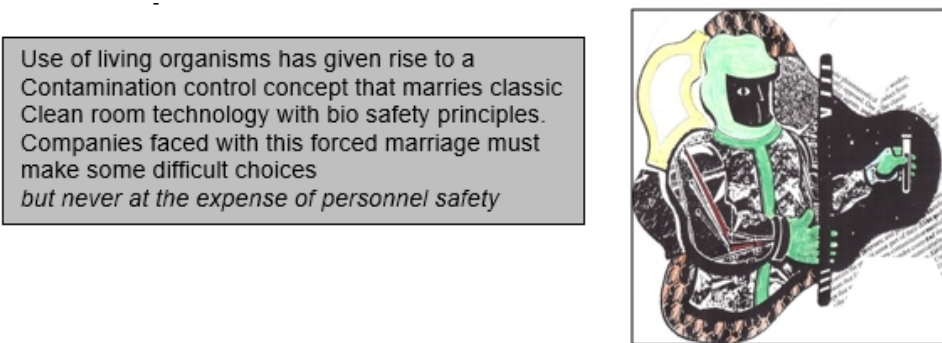 Use of living organisms has given rise to a
Contamination control concept that marries classic
Clean room technology with bio safety principles.
Companies faced with this forced marriage must
make some difficult choices
but never at the expense of personnel safety